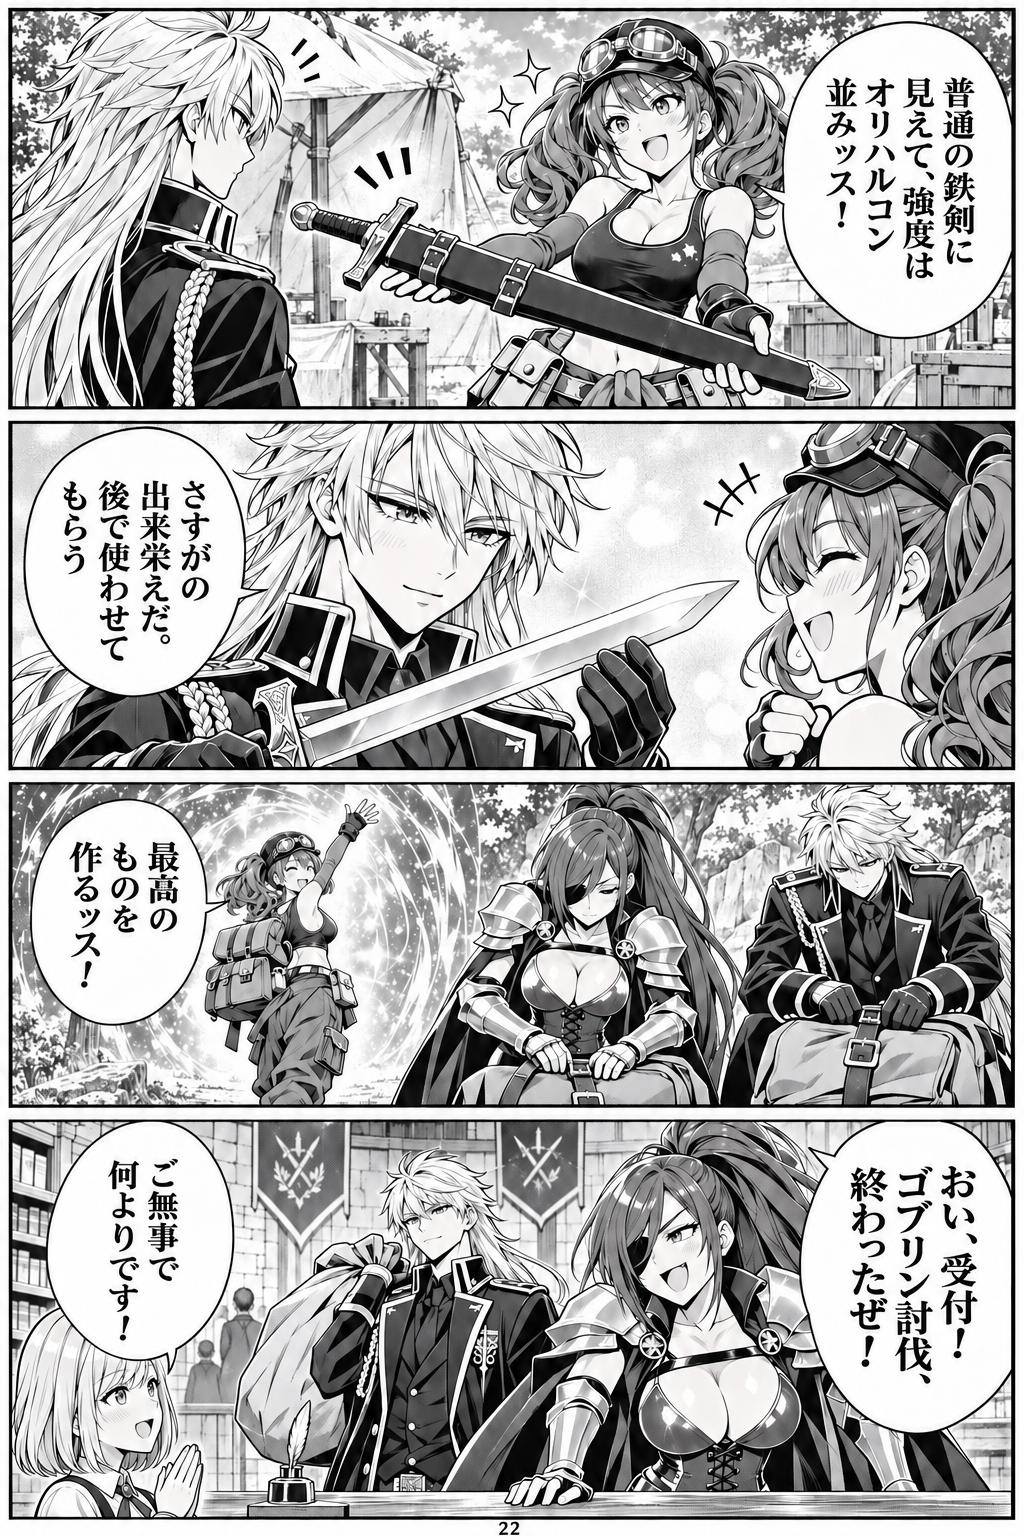 普通の鉄剣に
見えて、強度は
オリハルコン
並みッス！
さすがの
出来栄えだ。
後で使わせて
もらう
最高の
ものを
作るッス！
おい、受付！
ゴブリン討伐、
終わったぜ！
ご無事で
何よりです！
22